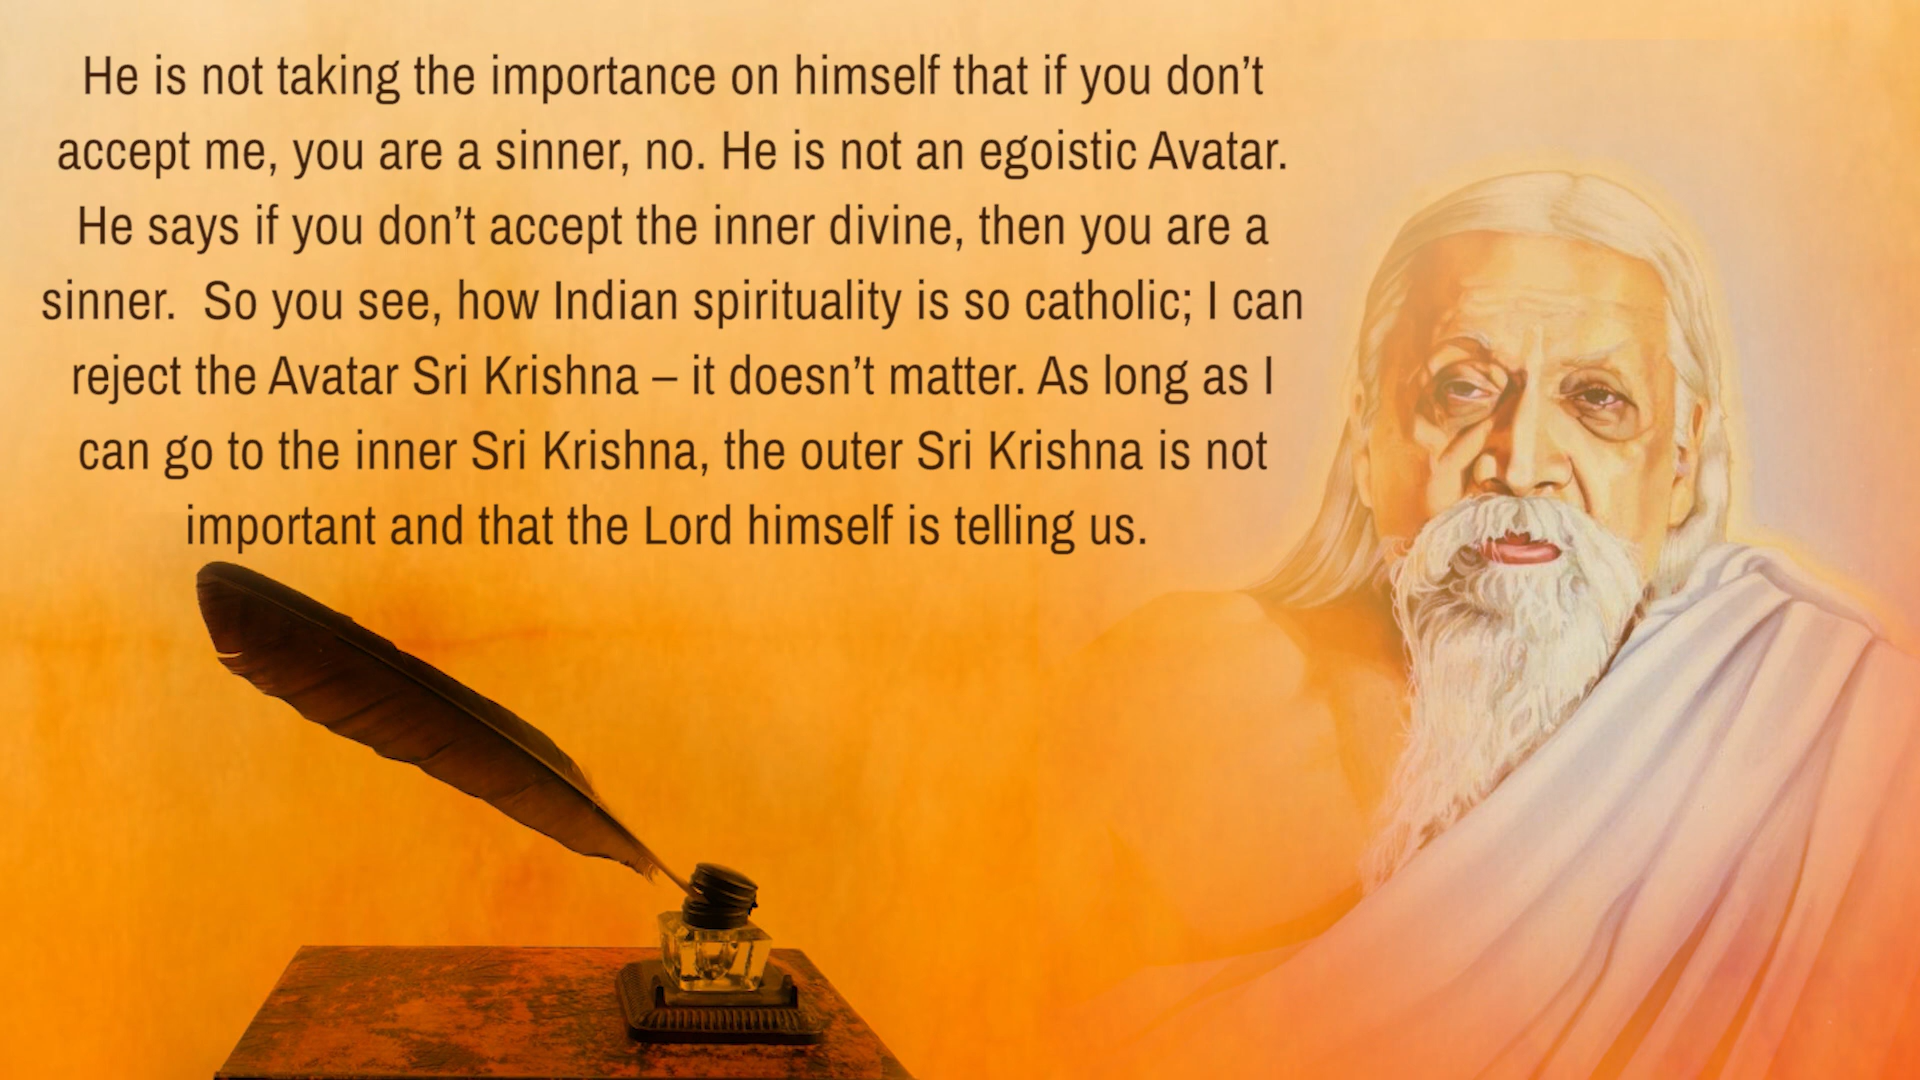 He is not taking the importance on himself that if you don’t
accept me, you are a sinner, no. He is not an egoistic Avatar.
He says if you don’t accept the inner divine, then you are a
sinner.  So you see, how Indian spirituality is so catholic; I can
reject the Avatar Sri Krishna – it doesn’t matter. As long as I
can go to the inner Sri Krishna, the outer Sri Krishna is not
important and that the Lord himself is telling us.